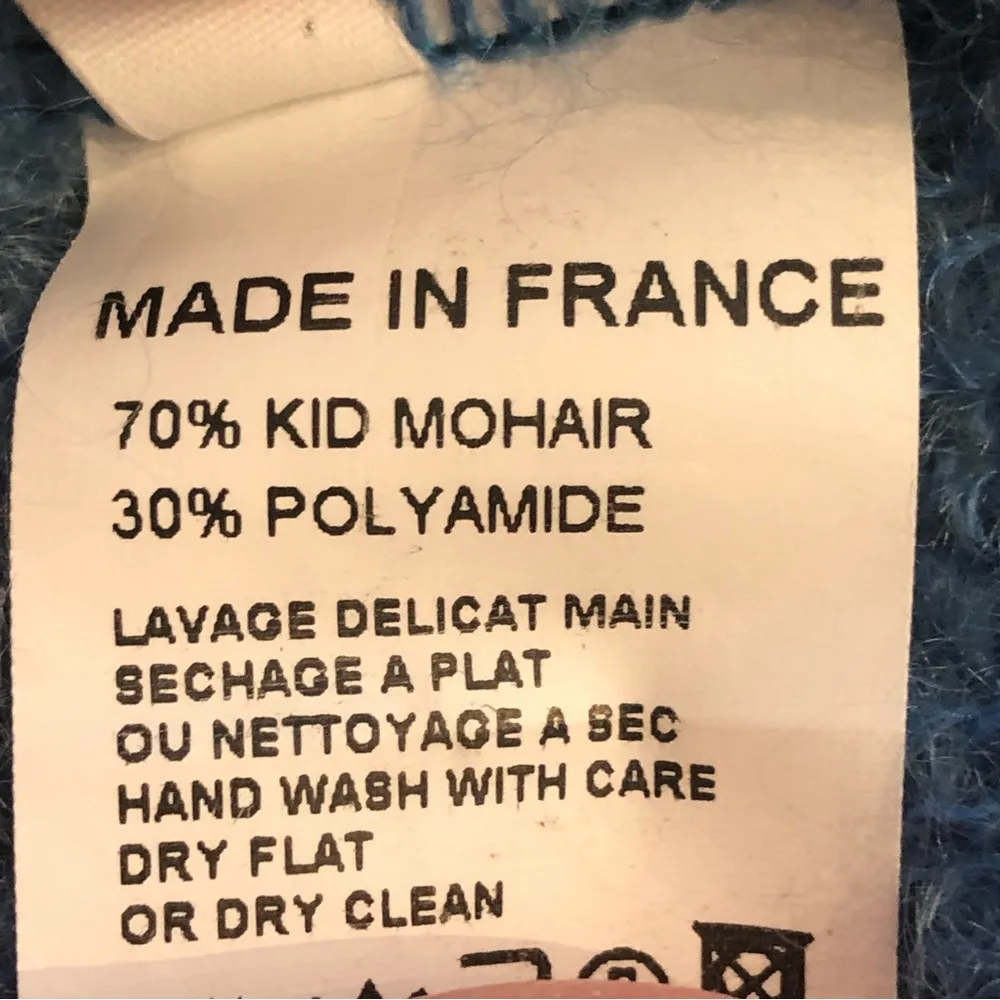 MADE IN FRANCE
70% KID MOHAIR
30% POLYAMIDE
LAVAGE DELICAT MAIN
SECHAGE A PLAT
OU NETTOYAGE A SEC
HAND WASH WITH CARE
DRY FLAT
OR DRY CLEAN